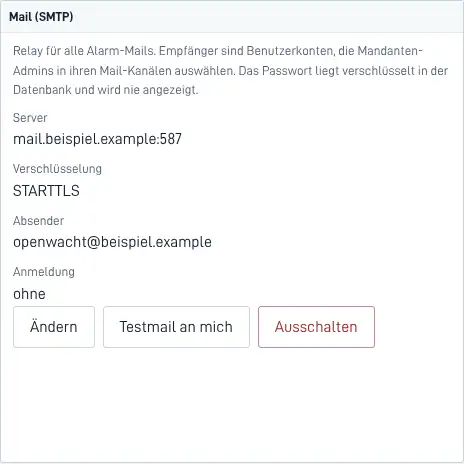 Mail (SMTP)
Relay für alle Alarm-Mails. Empfänger sind Benutzerkonten, die Mandanten-
Admins in ihren Mail-Kanälen auswählen. Das Passwort liegt verschlüsselt in der
Datenbank und wird nie angezeigt.
Server
mail.beispiel.example:587
Verschlüsselung
STARTTLS
Absender
openwacht@beispiel.example
Anmeldung
ohne
Ändern
Testmail an mich
Ausschalten